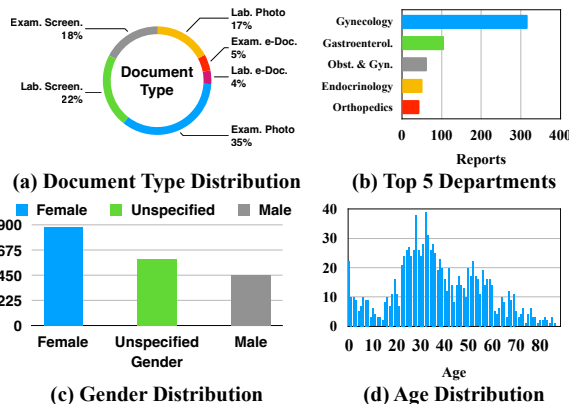 Exam. Screen.
18%
Lab. Photo
17%
Exam. e-Doc.
5%
Lab. e-Doc.
4%
Document
Type
Lab. Screen.
22%
Exam. Photo
35%
(a) Document Type Distribution
Gynecology
Gastroenterol.
Obst. & Gyn.
Endocrinology
Orthopedics
0 100 200 300 400
Reports
(b) Top 5 Departments
Female Unspecified Male
900
675
450
225
0
Female Unspecified Male
Gender
(c) Gender Distribution
40
30
20
10
0
0 10 20 30 40 50 60 70 80
Age
(d) Age Distribution